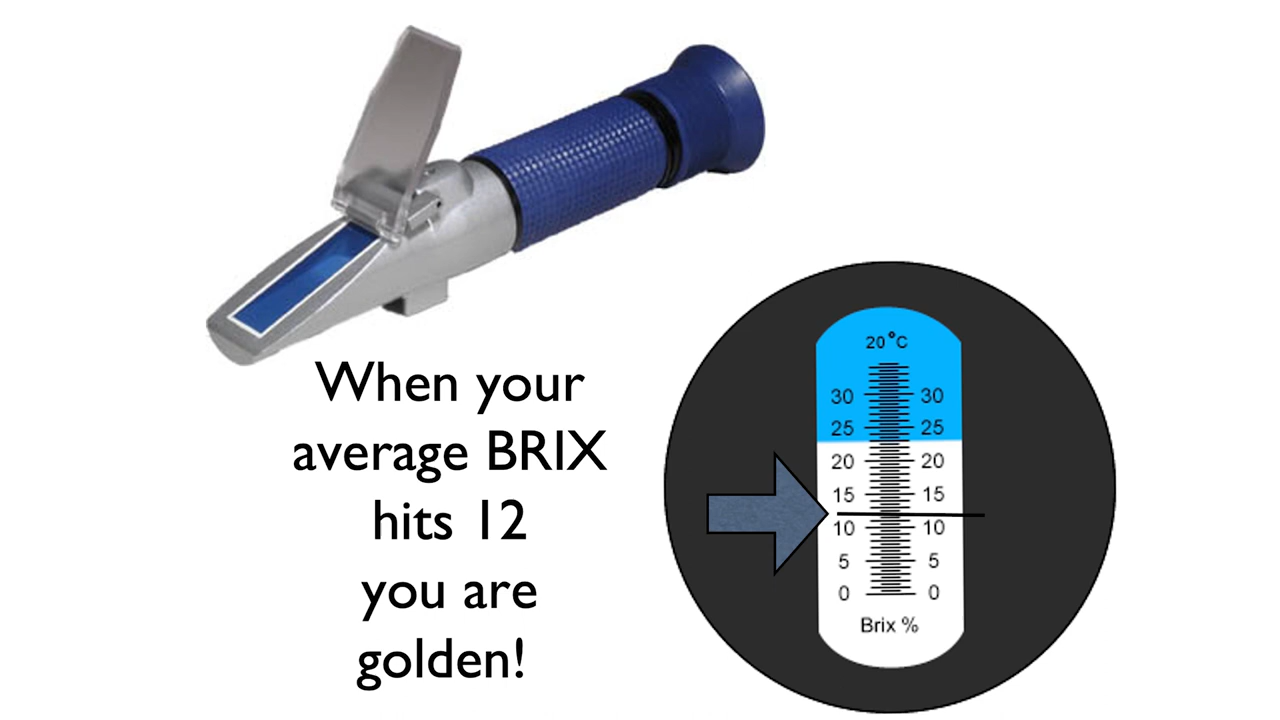 When your
average BRIX
hits 12
you are
golden!
20°C
30 30
25 25
20 20
15 15
10 10
5 5
0 0
Brix %